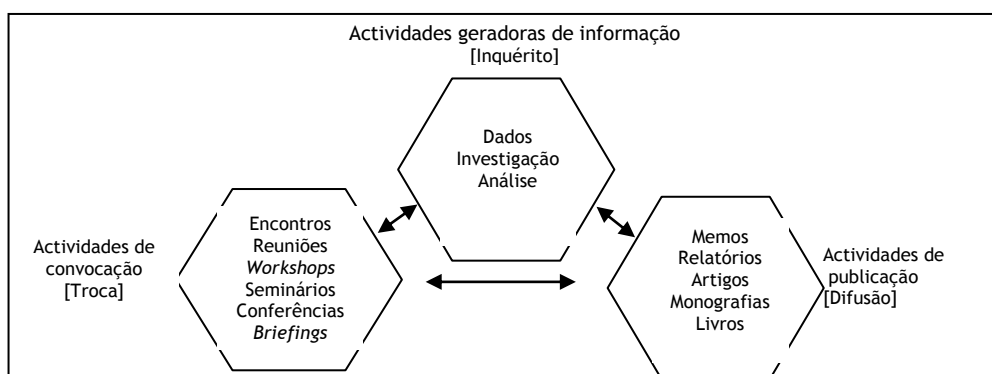 Actividades geradoras de informação
[Inquérito]
Dados
Investigação
Análise
Actividades de
convocação
[Troca]
Encontros
Reuniões
Workshops
Seminários
Conferências
Briefings
Memos
Relatórios
Artigos
Monografias
Livros
Actividades de
publicação
[Difusão]